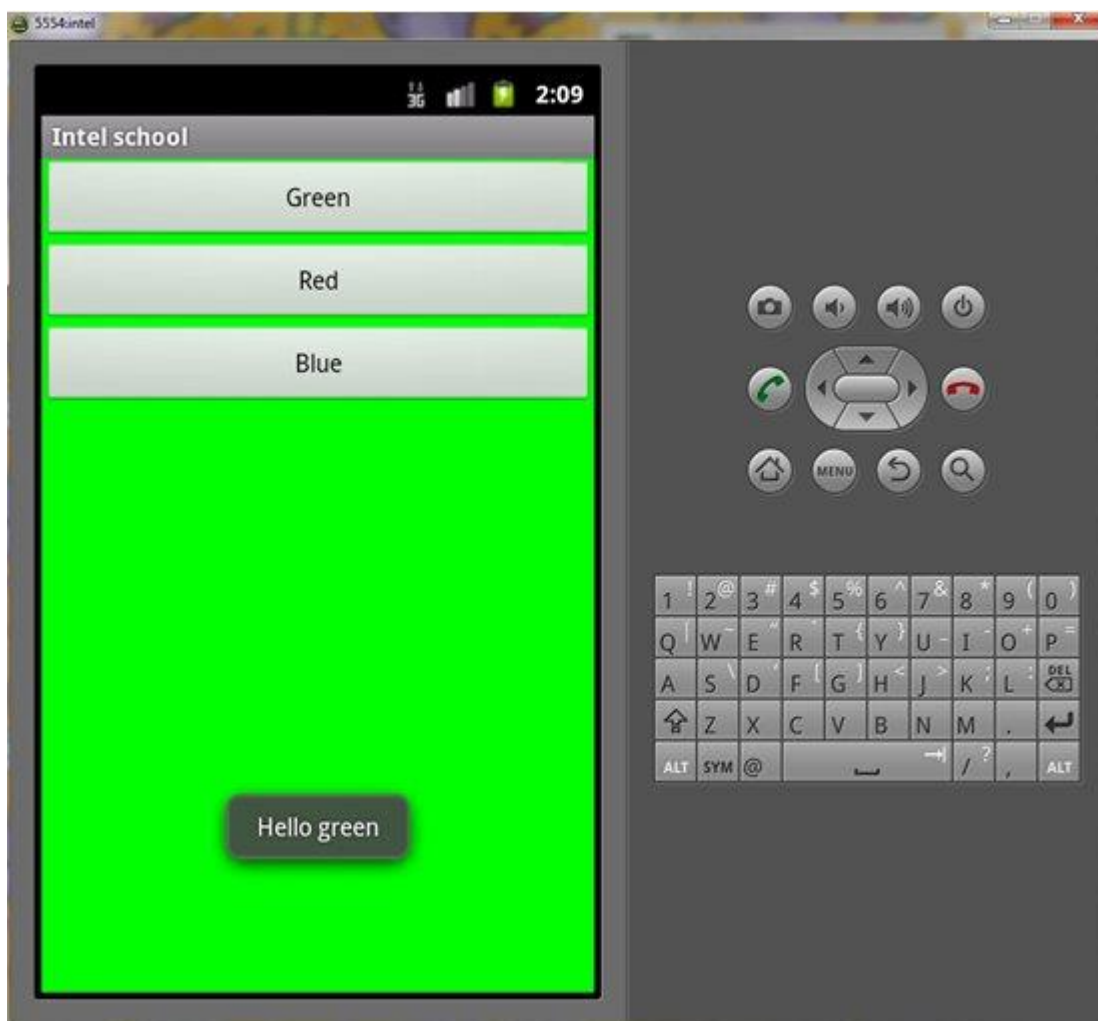 5554:intel
3G 2:09
Intel school
Green
Red
Blue
Hello green
MENU
1 ! 2 @ 3 # 4 $ 5 % 6 ^ 7 & 8 * 9 ( 0 )
Q | W ~ E " R ` T { Y } U _ I - O + P =
A S \ D ' F [ G ] H < J > K ; L : DEL
Z X C V B N M .
ALT SYM @ / ? , ALT